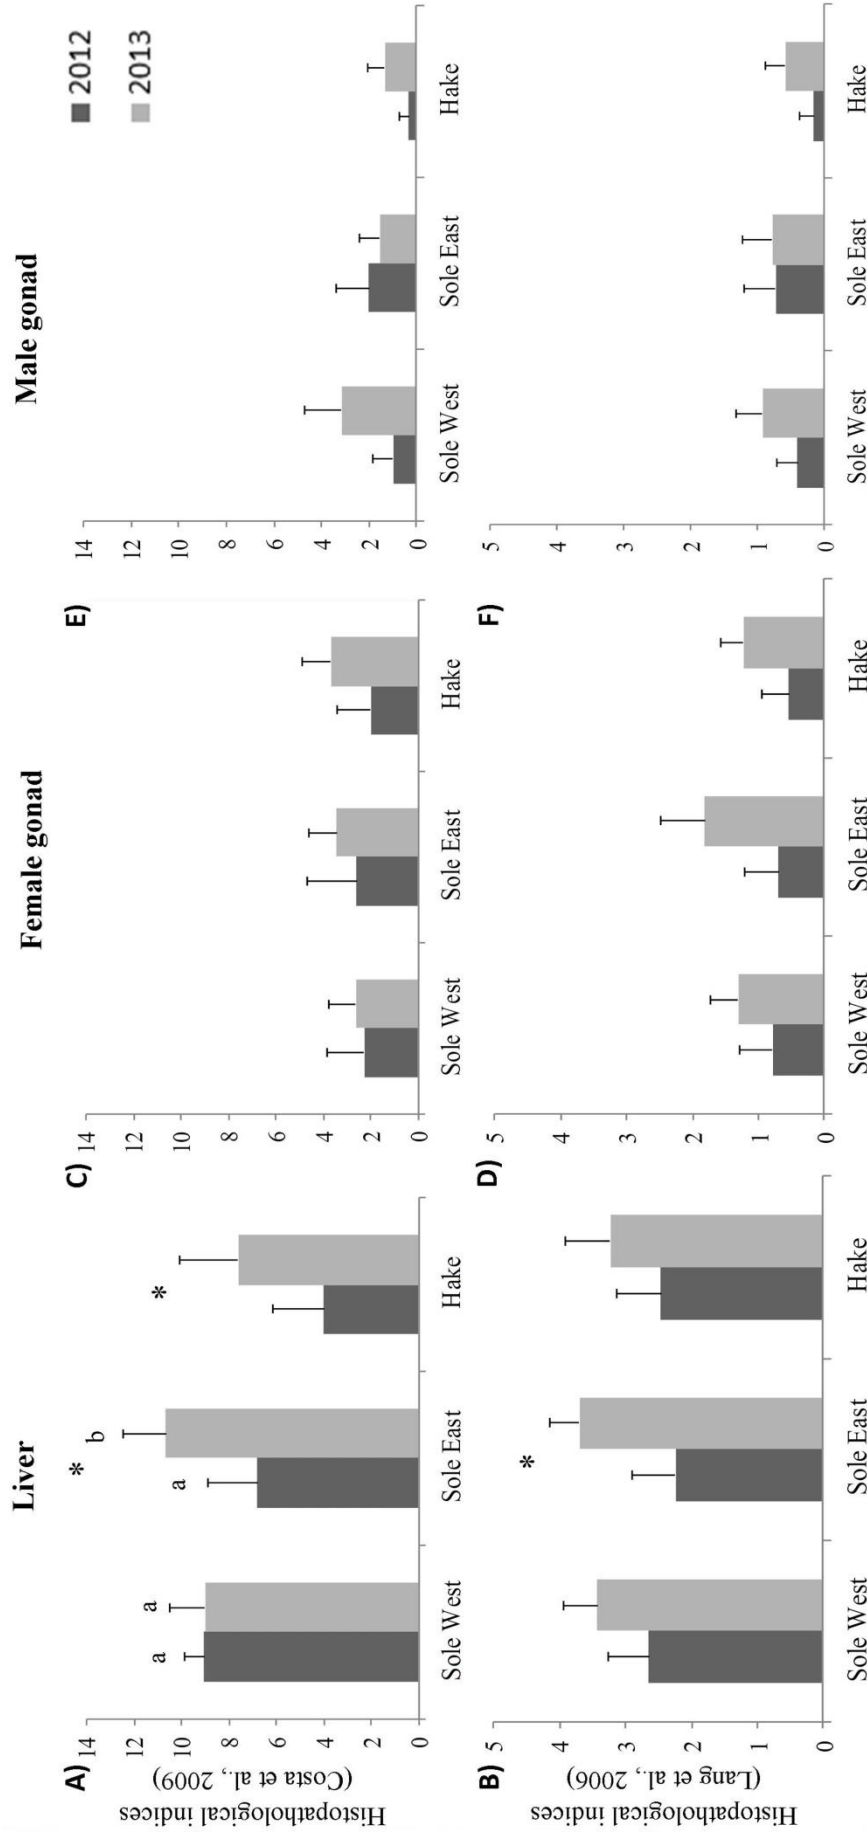 Liver
Female gonad
Male gonad
2012
2013
A)
Histopathological indices
(Costa et al., 2009)
14
12
10
8
6
4
2
0
a
a
a
*
b
*
Sole West
Sole East
Hake
C)
14
12
10
8
6
4
2
0
Sole West
Sole East
Hake
E)
14
12
10
8
6
4
2
0
Sole West
Sole East
Hake
B)
Histopathological indices
(Lang et al., 2006)
5
4
3
2
1
0
*
Sole West
Sole East
Hake
D)
5
4
3
2
1
0
Sole West
Sole East
Hake
F)
5
4
3
2
1
0
Sole West
Sole East
Hake